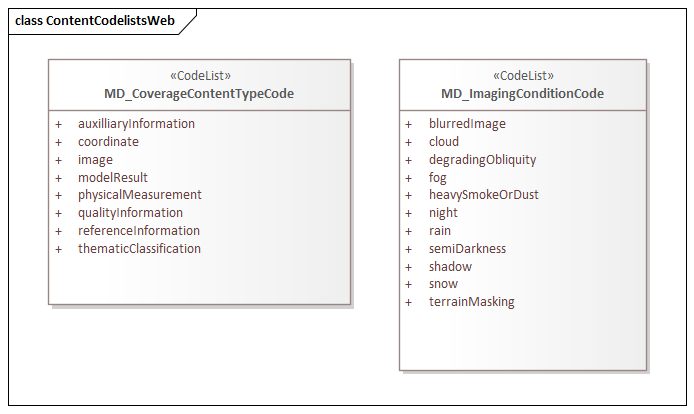 class ContentCodelistsWeb
«CodeList»
MD_CoverageContentTypeCode
+ auxilliaryInformation
+ coordinate
+ image
+ modelResult
+ physicalMeasurement
+ qualityInformation
+ referenceInformation
+ thematicClassification
«CodeList»
MD_ImagingConditionCode
+ blurredImage
+ cloud
+ degradingObliquity
+ fog
+ heavySmokeOrDust
+ night
+ rain
+ semiDarkness
+ shadow
+ snow
+ terrainMasking